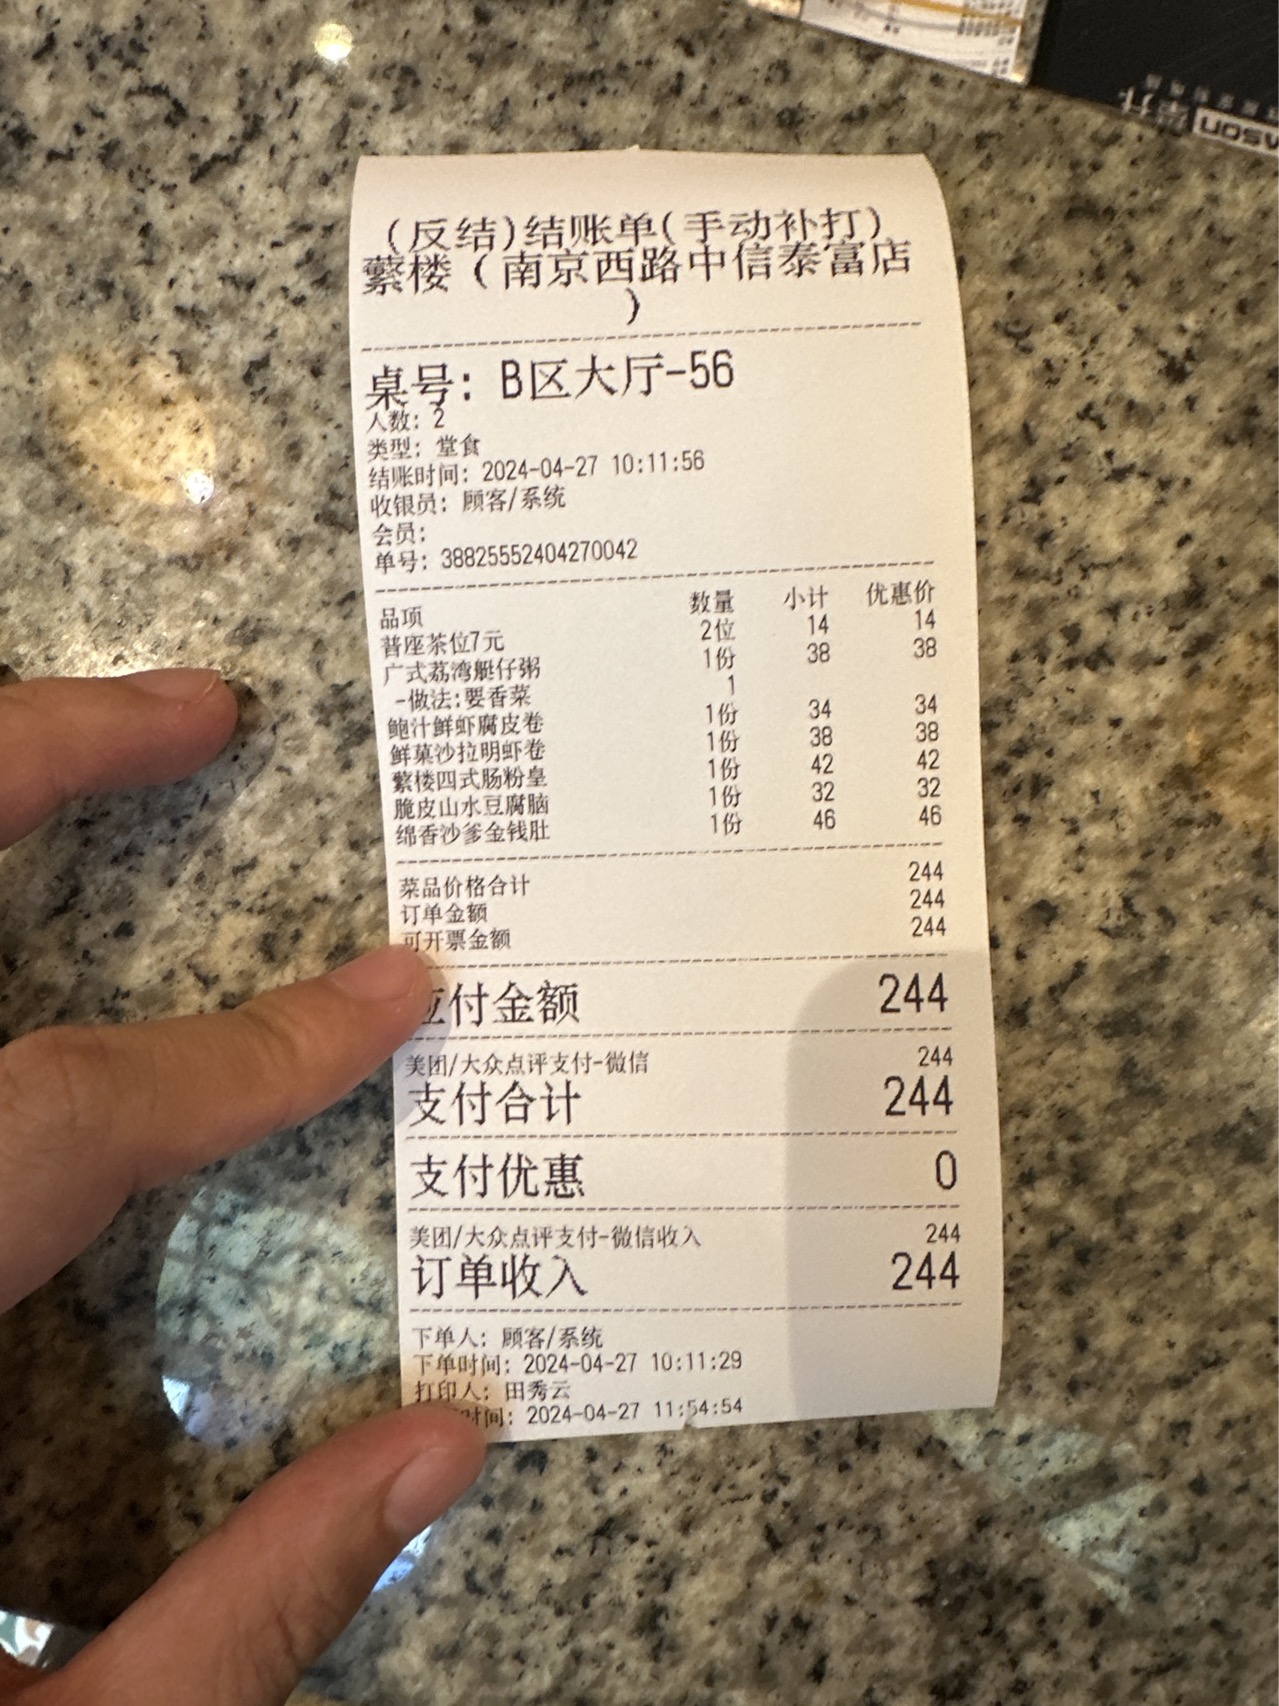 (反结)结账单(手动补打)
蘩楼(南京西路中信泰富店
)
桌号: B区大厅-56
人数: 2
类型: 堂食
结账时间: 2024-04-27 10:11:56
收银员: 顾客/系统
会员:
单号: 38825552404270042
品项 数量 小计 优惠价
普座茶位7元 2位 14 14
广式荔湾艇仔粥 1份 38 38
-做法:要香菜 1
鲍汁鲜虾腐皮卷 1份 34 34
鲜菓沙拉明虾卷 1份 38 38
蘩楼四式肠粉皇 1份 42 42
脆皮山水豆腐脑 1份 32 32
绵香沙爹金钱肚 1份 46 46
菜品价格合计 244
订单金额 244
可开票金额 244
应付金额 244
美团/大众点评支付-微信 244
支付合计 244
支付优惠 0
美团/大众点评支付-微信收入 244
订单收入 244
下单人: 顾客/系统
下单时间: 2024-04-27 10:11:29
打印人: 田秀云
时间: 2024-04-27 11:54:54